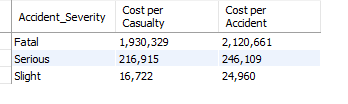 Accident_Severity Cost per Casualty Cost per Accident
Fatal 1,930,329 2,120,661
Serious 216,915 246,109
Slight 16,722 24,960